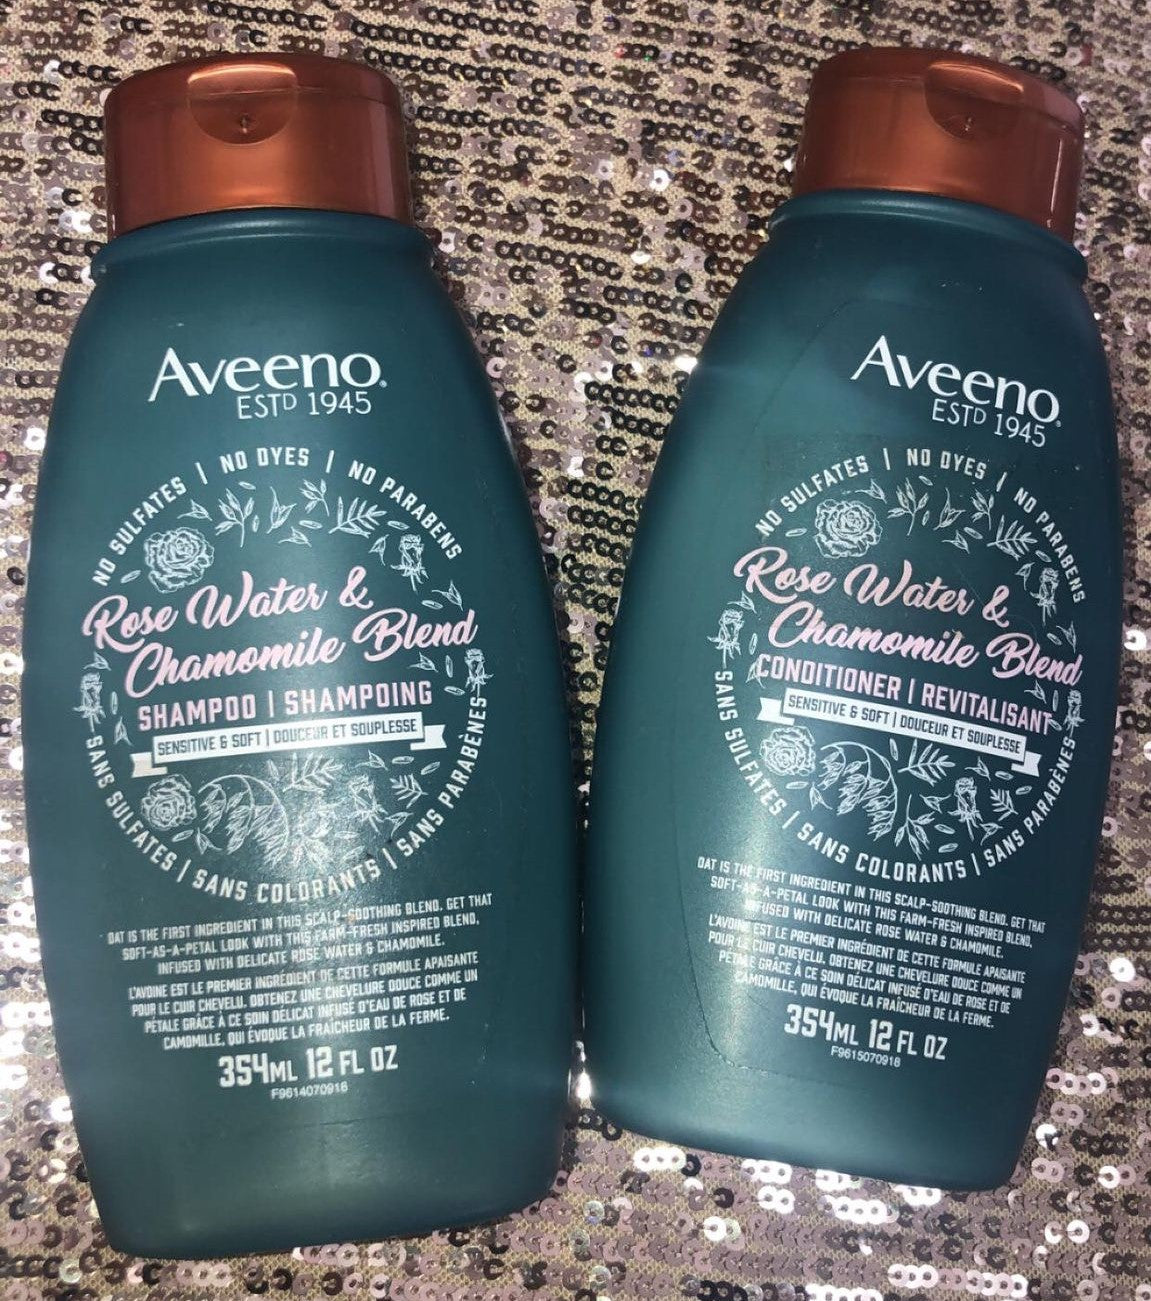 Aveeno®
ESTD 1945
NO SULFATES | NO DYES | NO PARABENS
Rose Water &
Chamomile Blend
SHAMPOO | SHAMPOING
SENSITIVE & SOFT | DOUCEUR ET SOUPLESSE
SANS SULFATES | SANS COLORANTS | SANS PARABÈNES
OAT IS THE FIRST INGREDIENT IN THIS SCALP-SOOTHING BLEND. GET THAT
SOFT-AS-A-PETAL LOOK WITH THIS FARM-FRESH INSPIRED BLEND,
INFUSED WITH DELICATE ROSE WATER & CHAMOMILE.
L'AVOINE EST LE PREMIER INGRÉDIENT DE CETTE FORMULE APAISANTE
POUR LE CUIR CHEVELU. OBTENEZ UNE CHEVELURE DOUCE COMME UN
PÉTALE GRÂCE À CE SOIN DÉLICAT INFUSÉ D'EAU DE ROSE ET DE
CAMOMILLE, QUI ÉVOQUE LA FRAÎCHEUR DE LA FERME.
354ML 12 FL OZ
F9614070918
Aveeno®
ESTD 1945
NO SULFATES | NO DYES | NO PARABENS
Rose Water &
Chamomile Blend
CONDITIONER | REVITALISANT
SENSITIVE & SOFT | DOUCEUR ET SOUPLESSE
SANS SULFATES | SANS COLORANTS | SANS PARABÈNES
OAT IS THE FIRST INGREDIENT IN THIS SCALP-SOOTHING BLEND. GET THAT
SOFT-AS-A-PETAL LOOK WITH THIS FARM-FRESH INSPIRED BLEND,
INFUSED WITH DELICATE ROSE WATER & CHAMOMILE.
L'AVOINE EST LE PREMIER INGRÉDIENT DE CETTE FORMULE APAISANTE
POUR LE CUIR CHEVELU. OBTENEZ UNE CHEVELURE DOUCE COMME UN
PÉTALE GRÂCE À CE SOIN DÉLICAT INFUSÉ D'EAU DE ROSE ET DE
CAMOMILLE, QUI ÉVOQUE LA FRAÎCHEUR DE LA FERME.
354ML 12 FL OZ
F9615070918